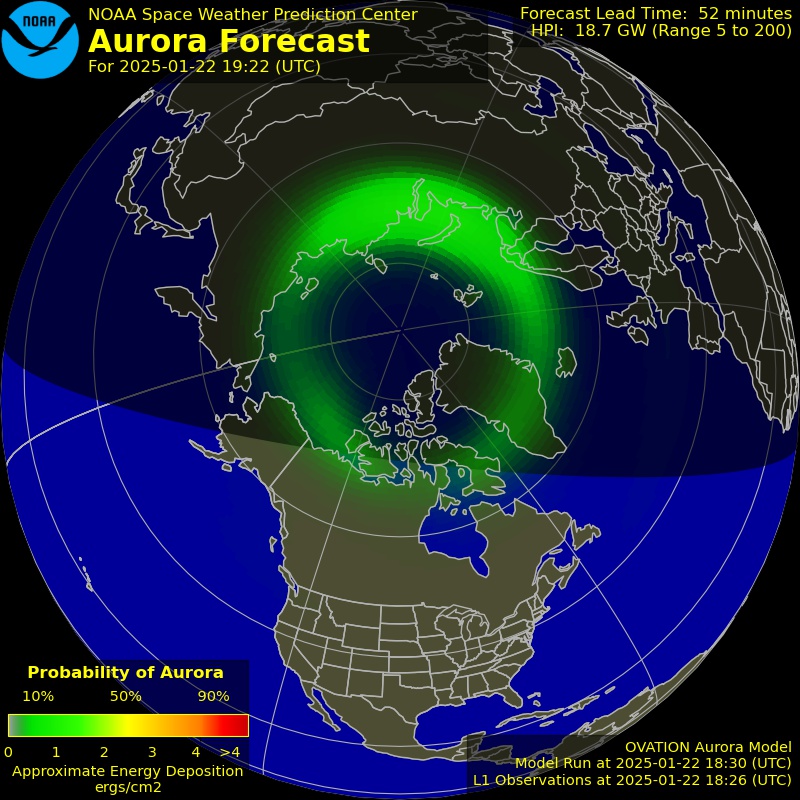 NOAA
NOAA Space Weather Prediction Center
Aurora Forecast
For 2025-01-22 19:22 (UTC)
Forecast Lead Time: 52 minutes
HPI: 18.7 GW (Range 5 to 200)
Probability of Aurora
10% 50% 90%
0 1 2 3 4 >4
Approximate Energy Deposition
ergs/cm2
OVATION Aurora Model
Model Run at 2025-01-22 18:30 (UTC)
L1 Observations at 2025-01-22 18:26 (UTC)